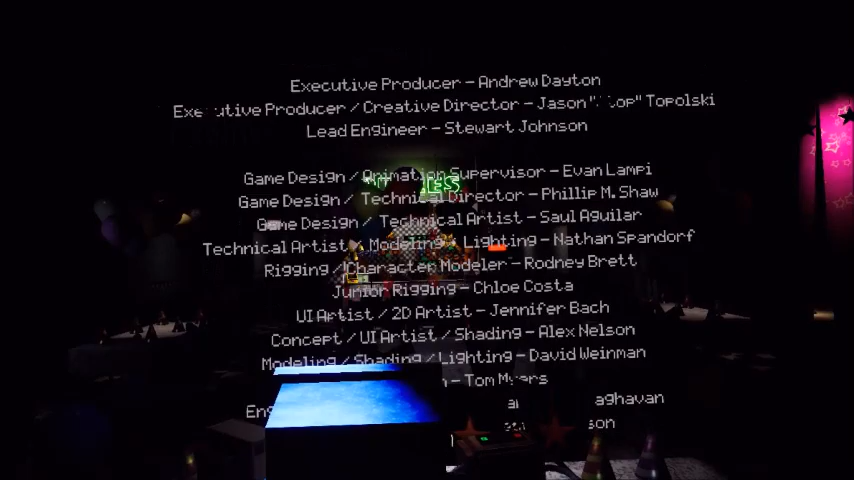 Executive Producer - Andrew Dayton
Executive Producer / Creative Director - Jason " top" Topolski
Lead Engineer - Stewart Johnson
Game Design / Animation Supervisor - Evan Lampi
Game Design / Technical Director - Phillip M. Shaw
Game Design / Technical Artist - Saul Aguilar
Technical Artist / Modeling / Lighting - Nathan Spandorf
Rigging / Character Modeler - Rodney Brett
Junior Rigging - Chloe Costa
UI Artist / 2D Artist - Jennifer Bach
Concept / UI Artist / Shading - Alex Nelson
Modeling / Shading / Lighting - David Weinman
- Tom Myers